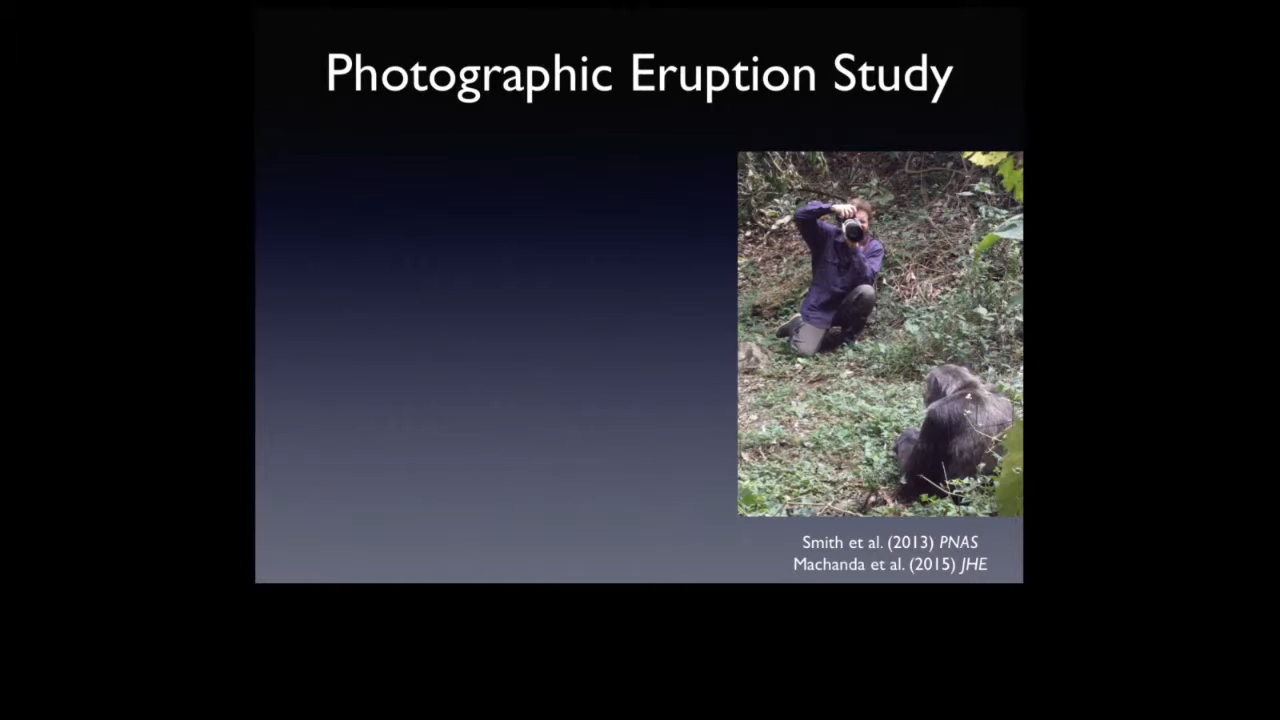 Photographic Eruption Study
Smith et al. (2013) PNAS
Machanda et al. (2015) JHE